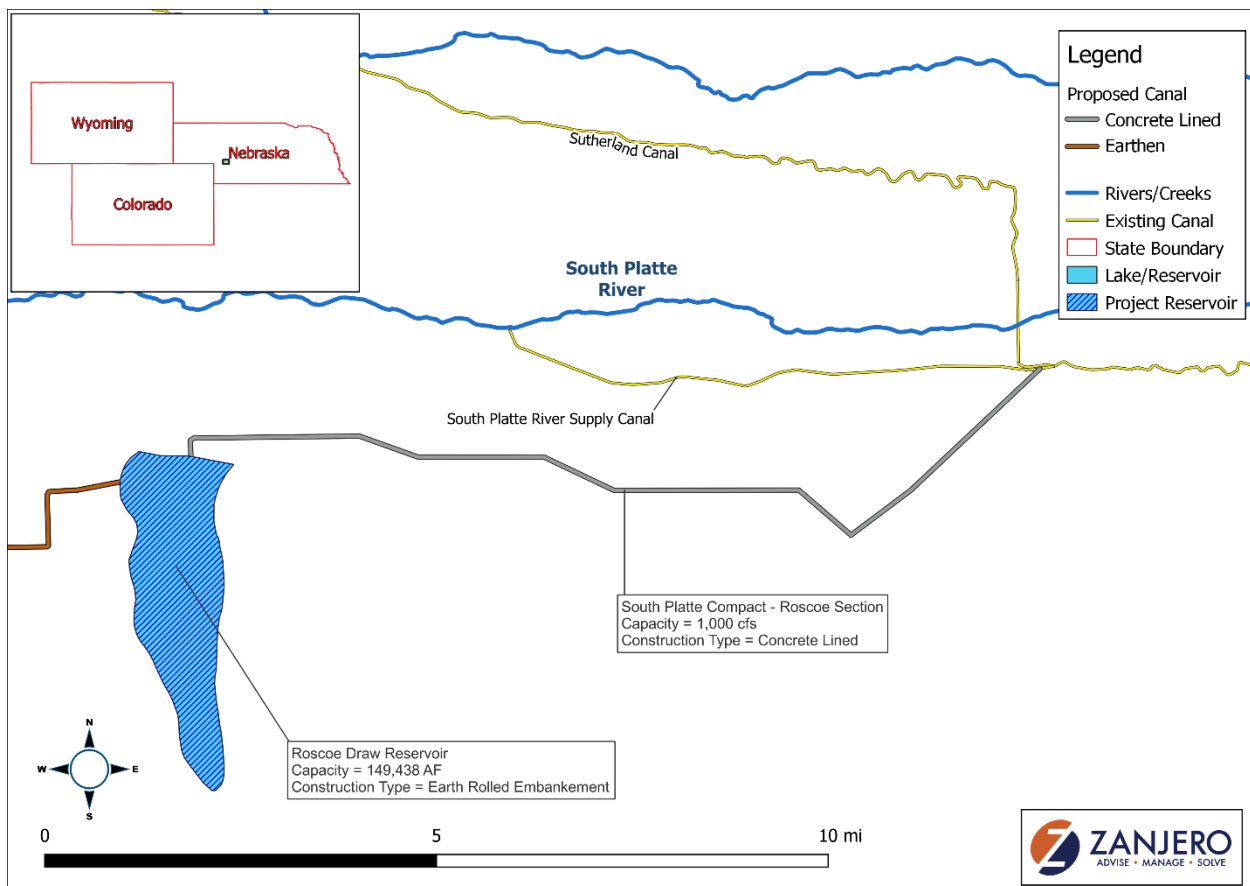 Wyoming
Nebraska
Colorado
Sutherland Canal
Legend
Proposed Canal
Concrete Lined
Earthen
Rivers/Creeks
Existing Canal
State Boundary
Lake/Reservoir
Project Reservoir
South Platte
River
South Platte River Supply Canal
South Platte Compact - Roscoe Section
Capacity = 1,000 cfs
Construction Type = Concrete Lined
Roscoe Draw Reservoir
Capacity = 149,438 AF
Construction Type = Earth Rolled Embankement
N
W
E
S
0
5
10 mi
Z ZANJERO
ADVISE • MANAGE • SOLVE